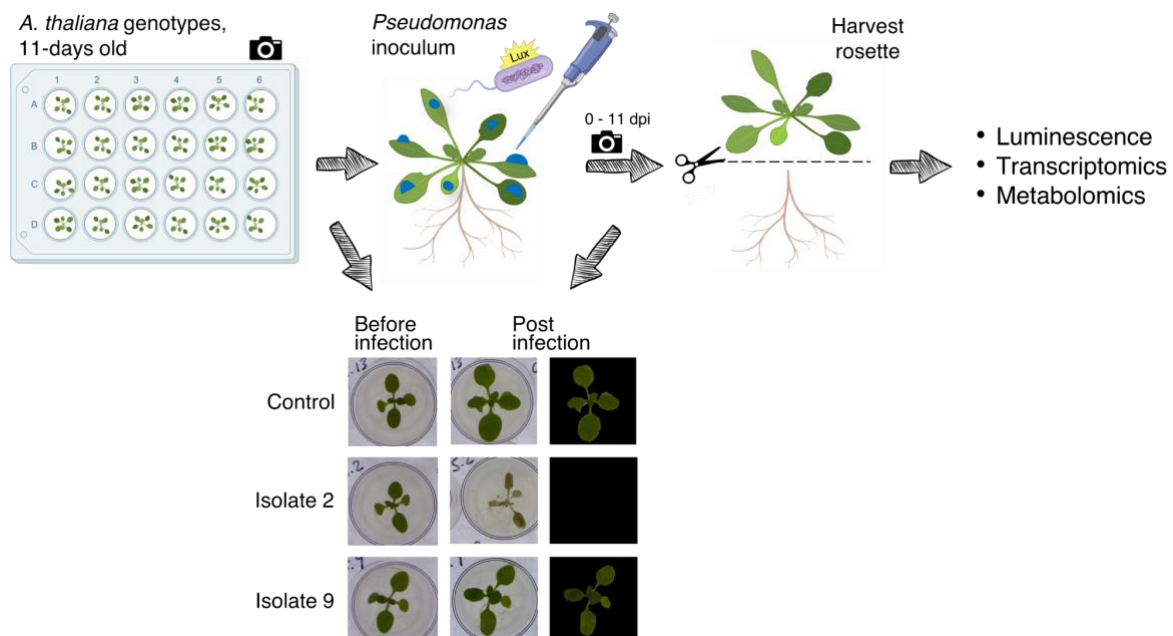 A. thaliana genotypes,
11-days old
1 2 3 4 5 6
A
B
C
D
Pseudomonas
inoculum
Lux
0 - 11 dpi
Harvest
rosette
• Luminescence
• Transcriptomics
• Metabolomics
Before
infection
Post
infection
Control
Isolate 2
Isolate 9